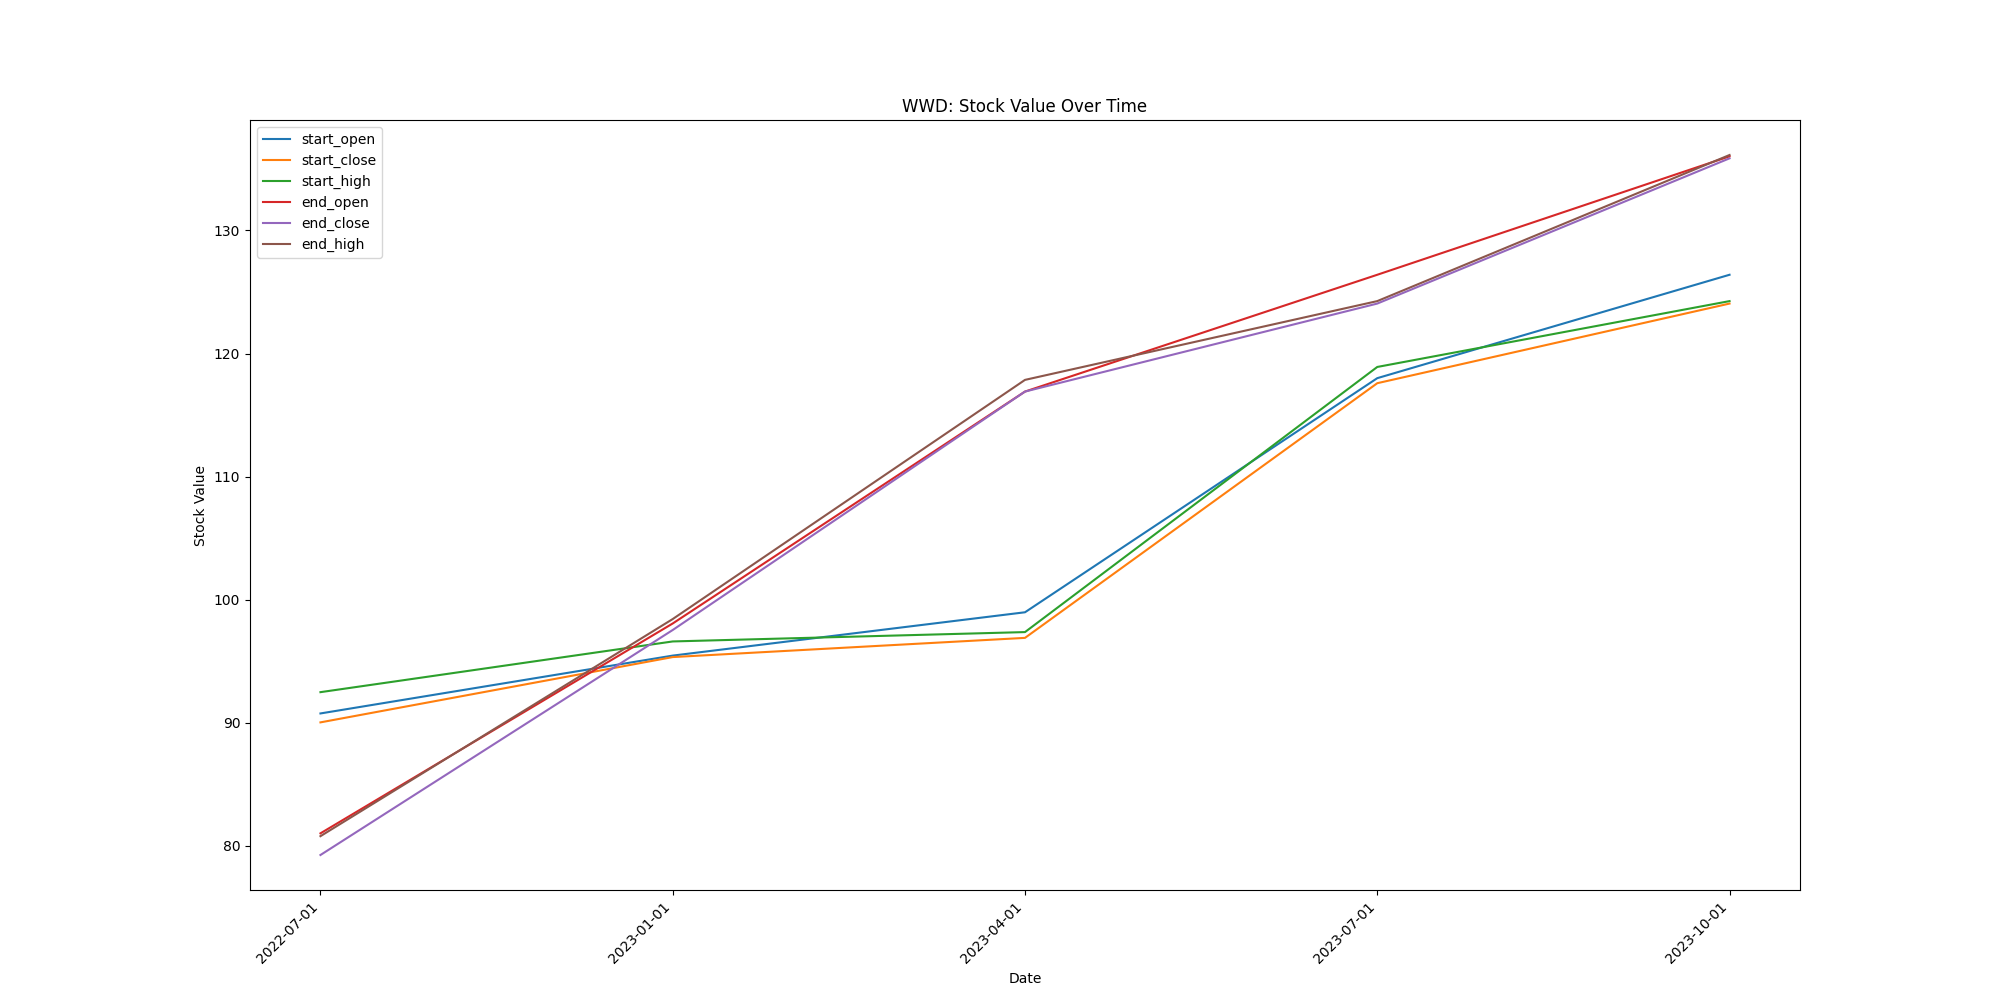 WWD: Stock Value Over Time
start_open
start_close
start_high
end_open
end_close
end_high
130
120
110
100
90
80
Stock Value
2022-07-01
2023-01-01
2023-04-01
2023-07-01
2023-10-01
Date